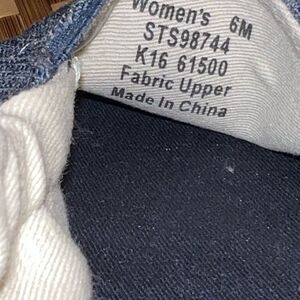 Women's 6M
STS98744
K16 61500
Fabric Upper
Made in China